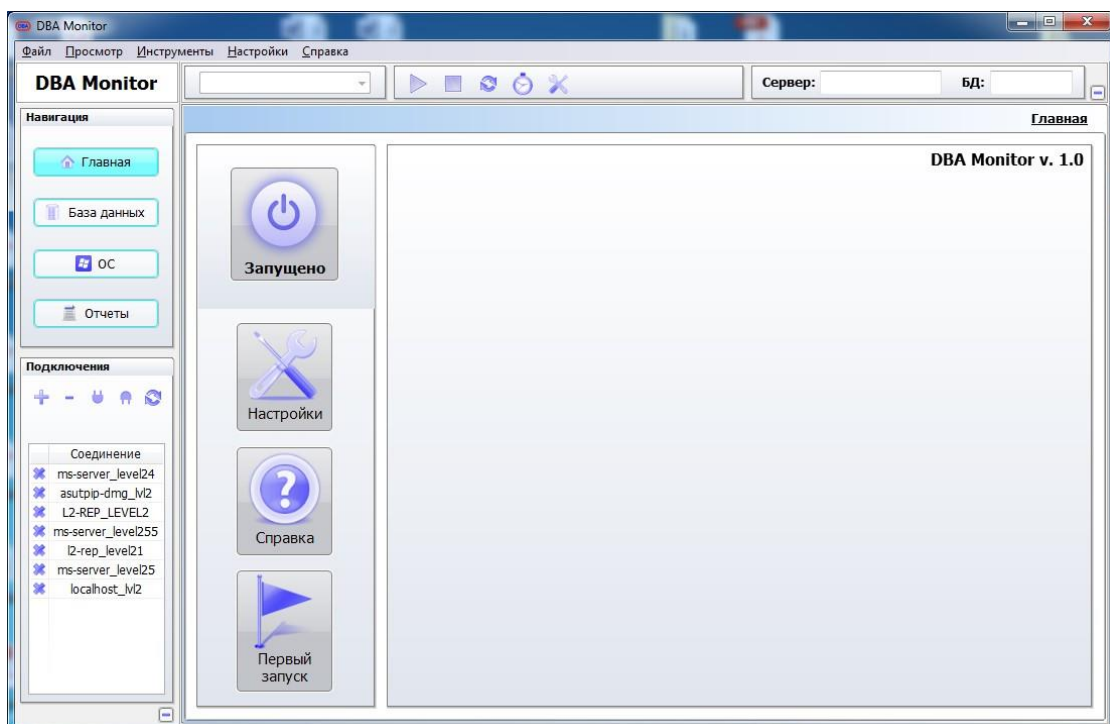 DBA Monitor
Файл Просмотр Инструменты Настройки Справка
DBA Monitor
Сервер:
БД:
Навигация
Главная
Главная
База данных
ОС
Отчеты
Подключения
Соединение
ms-server_level24
asutpip-dmg_lvl2
L2-REP_LEVEL2
ms-server_level255
l2-rep_level21
ms-server_level25
localhost_lvl2
Запущено
Настройки
Справка
Первый
запуск
DBA Monitor v. 1.0